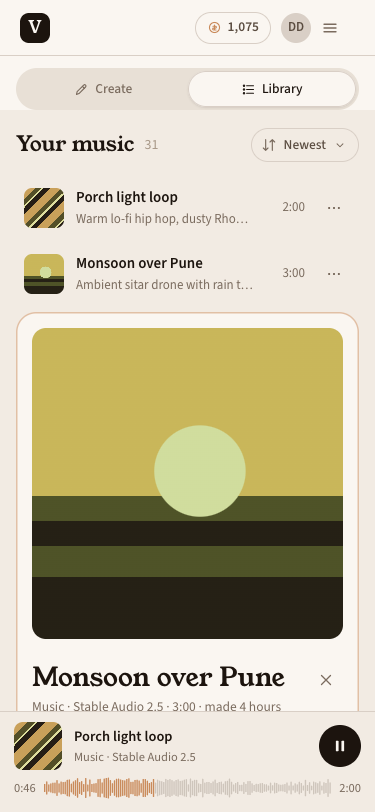 V
1,075
DD
Create
Library
Your music 31
Newest
Porch light loop
Warm lo-fi hip hop, dusty Rho…
2:00
Monsoon over Pune
Ambient sitar drone with rain t…
3:00
Monsoon over Pune
Music · Stable Audio 2.5 · 3:00 · made 4 hours
Porch light loop
Music · Stable Audio 2.5
0:46
2:00